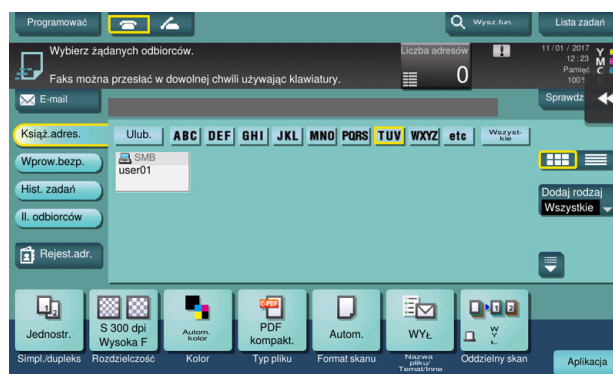 Programować
Wysz.fun.
Lista zadań
Wybierz żądanych odbiorców.
Faks można przesłać w dowolnej chwili używając klawiatury.
Liczba adresów
0
11/01 / 2017
12:23
Pamięć
100%
Y
M
C
K
E-mail
Sprawdz
Książ.adres.
Ulub.
ABC
DEF
GHI
JKL
MNO
PQRS
TUV
WXYZ
etc
Wszyst-
kie
Wprow.bezp.
SMB
user01
Hist. zadań
Dodaj rodzaj
Wszystkie
Il. odbiorców
Rejest.adr.
Jednostr.
S 300 dpi
Wysoka F
Autom.
kolor
PDF
kompakt.
Autom.
WYŁ
W
Y
Ł
Simpl./dupleks
Rozdzielczość
Kolor
Typ pliku
Format skanu
Nazwa
pliku/
Temat/Inne
Oddzielny skan
Aplikacja